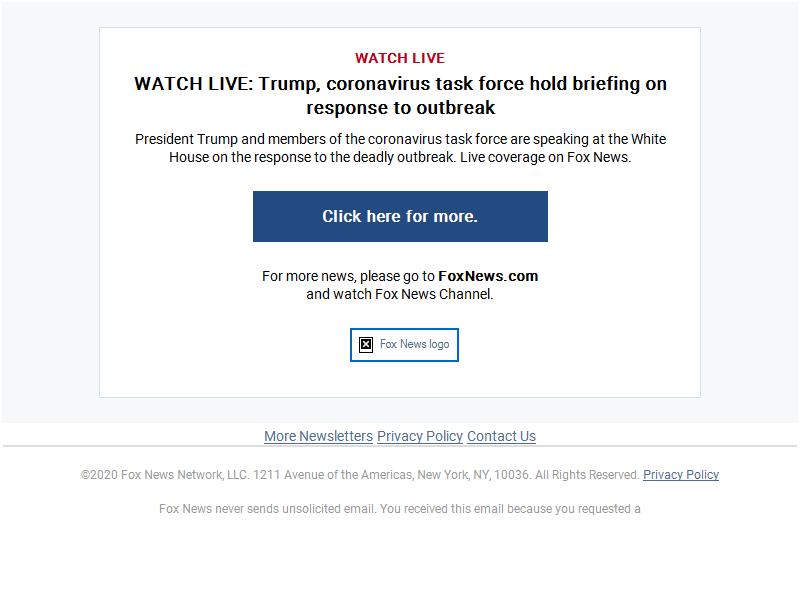 WATCH LIVE
WATCH LIVE: Trump, coronavirus task force hold briefing on
response to outbreak
President Trump and members of the coronavirus task force are speaking at the White
House on the response to the deadly outbreak. Live coverage on Fox News.
Click here for more.
For more news, please go to FoxNews.com
and watch Fox News Channel.
Fox News logo
More Newsletters Privacy Policy Contact Us
©2020 Fox News Network, LLC. 1211 Avenue of the Americas, New York, NY, 10036. All Rights Reserved. Privacy Policy
Fox News never sends unsolicited email. You received this email because you requested a